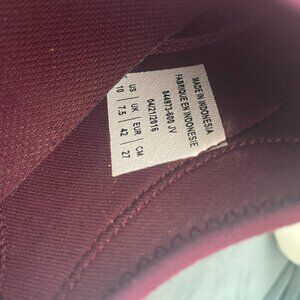 MADE IN INDONESIA
FABRIQUE EN INDONESIE
844973-600 JV
04/21/2016
US | UK | EUR | CM
10 | 7.5 | 42 | 27